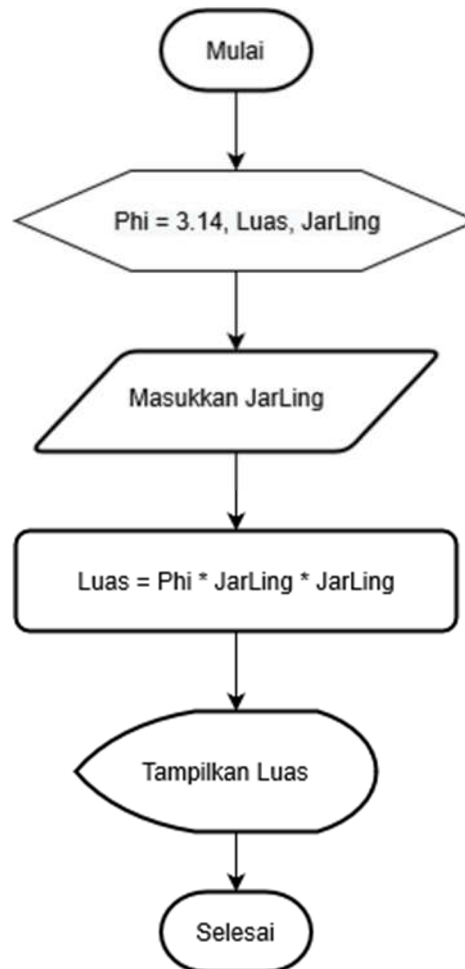 Mulai
Phi = 3.14, Luas, JarLing
Masukkan JarLing
Luas = Phi * JarLing * JarLing
Tampilkan Luas
Selesai